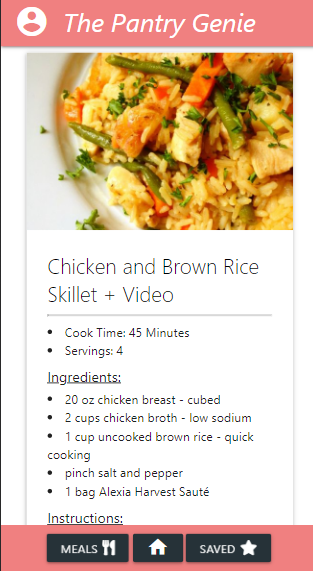 The Pantry Genie
Chicken and Brown Rice
Skillet + Video
• Cook Time: 45 Minutes
• Servings: 4
Ingredients:
• 20 oz chicken breast - cubed
• 2 cups chicken broth - low sodium
• 1 cup uncooked brown rice - quick
cooking
• pinch salt and pepper
• 1 bag Alexia Harvest Sauté
Instructions:
MEALS SAVED